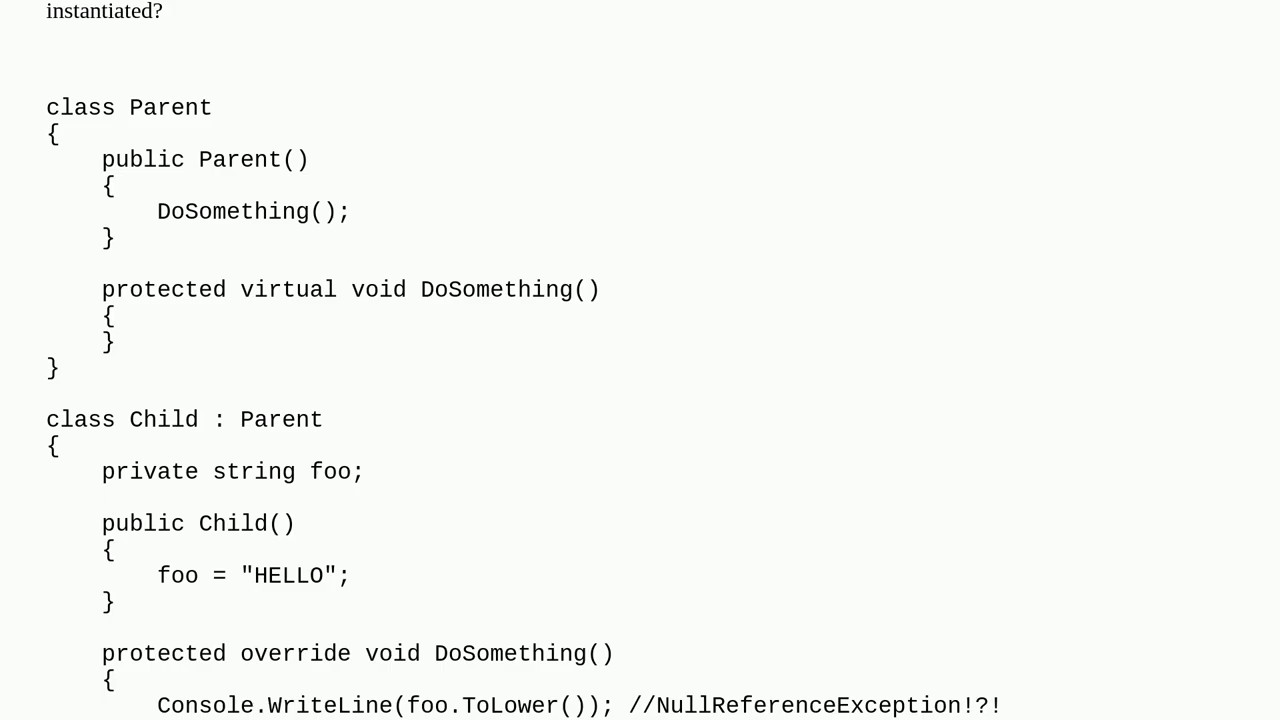 instantiated?
class Parent
{
    public Parent()
    {
        DoSomething();
    }
    protected virtual void DoSomething()
    {
    }
}
class Child : Parent
{
    private string foo;
    public Child()
    {
        foo = "HELLO";
    }
    protected override void DoSomething()
    {
        Console.WriteLine(foo.ToLower()); //NullReferenceException!?!